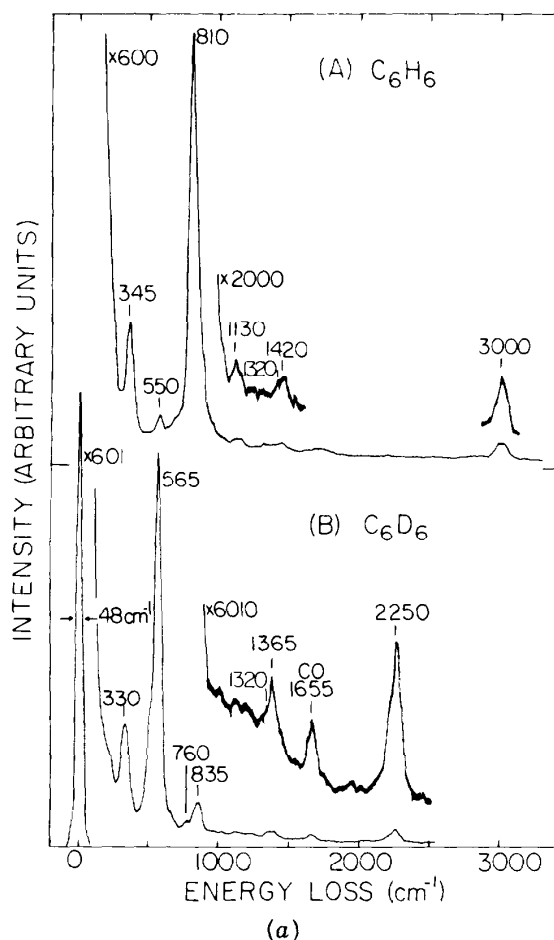 810
x600
(A) C6H6
345
x2000
1130
1420
3000
550
1320
INTENSITY (ARBITRARY UNITS)
x601
565
(B) C6D6
x6010
2250
48cm-1
1365
CO
1320
1655
330
760
835
0
1000
2000
3000
ENERGY LOSS (cm-1)
(a)